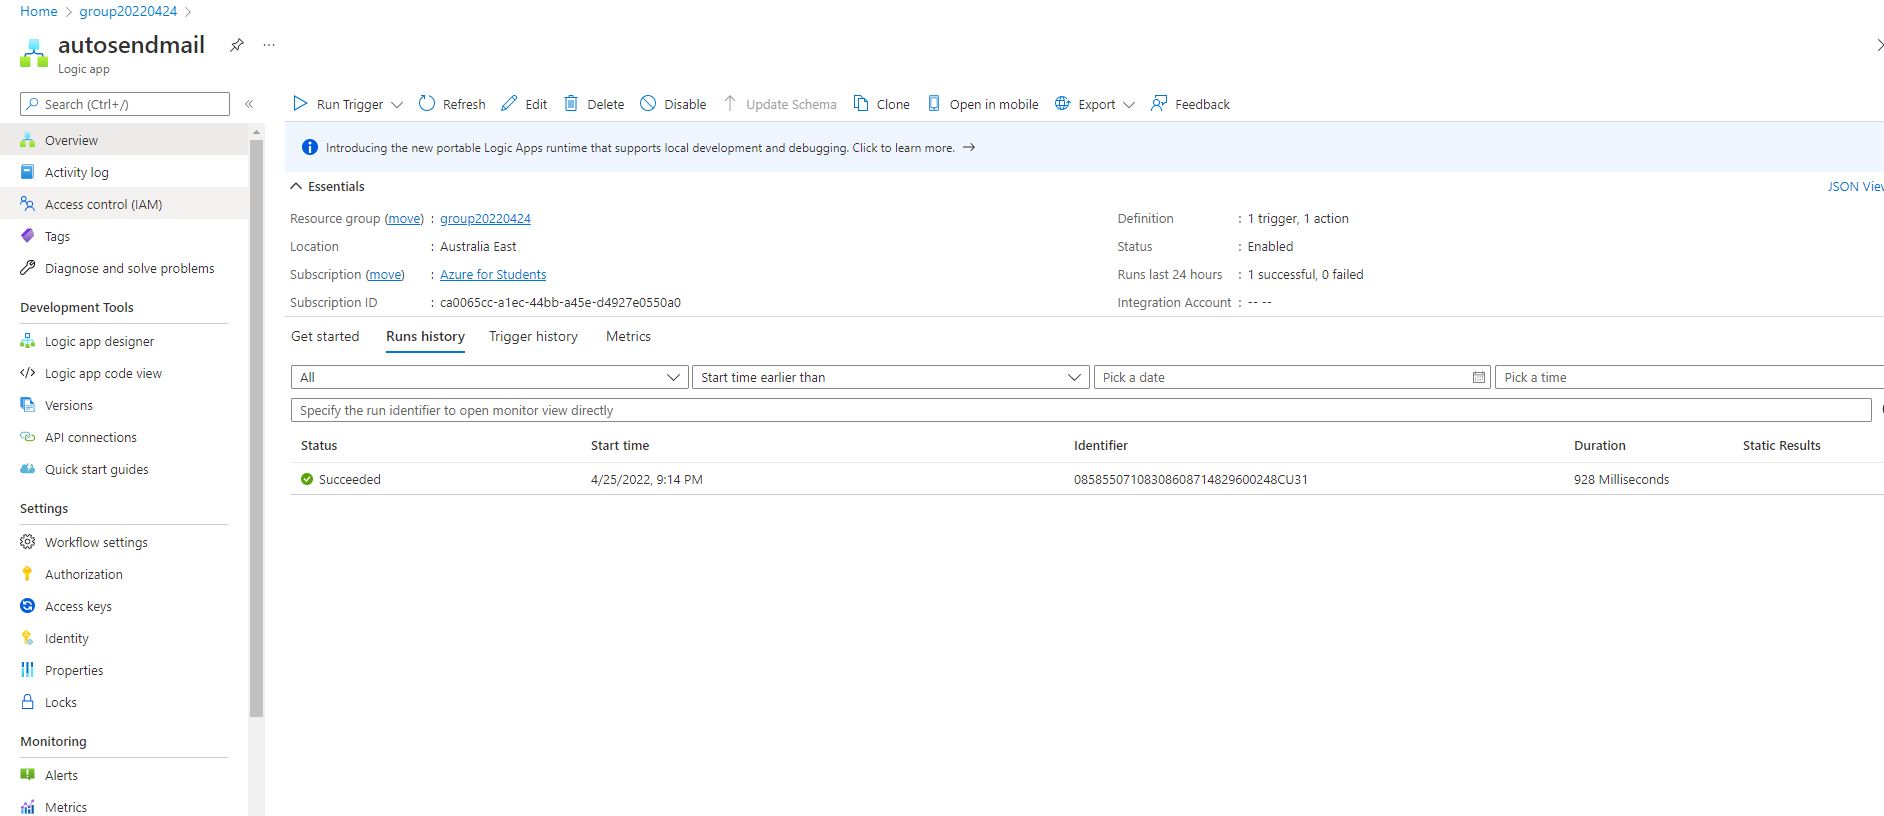 Home > group20220424 >
autosendmail ...
Logic app
Search (Ctrl+/) «
Run Trigger Refresh Edit Delete Disable Update Schema Clone Open in mobile Export Feedback
Overview
Activity log
Access control (IAM)
Tags
Diagnose and solve problems
Development Tools
Logic app designer
Logic app code view
Versions
API connections
Quick start guides
Settings
Workflow settings
Authorization
Access keys
Identity
Properties
Locks
Monitoring
Alerts
Metrics
Introducing the new portable Logic Apps runtime that supports local development and debugging. Click to learn more. →
Essentials JSON View
Resource group (move) : group20220424
Location : Australia East
Subscription (move) : Azure for Students
Subscription ID : ca0065cc-a1ec-44bb-a45e-d4927e0550a0
Definition : 1 trigger, 1 action
Status : Enabled
Runs last 24 hours : 1 successful, 0 failed
Integration Account : -- --
Get started Runs history Trigger history Metrics
All Start time earlier than Pick a date Pick a time
Specify the run identifier to open monitor view directly
Status Start time Identifier Duration Static Results
Succeeded 4/25/2022, 9:14 PM 08585507108308608714829600248CU31 928 Milliseconds